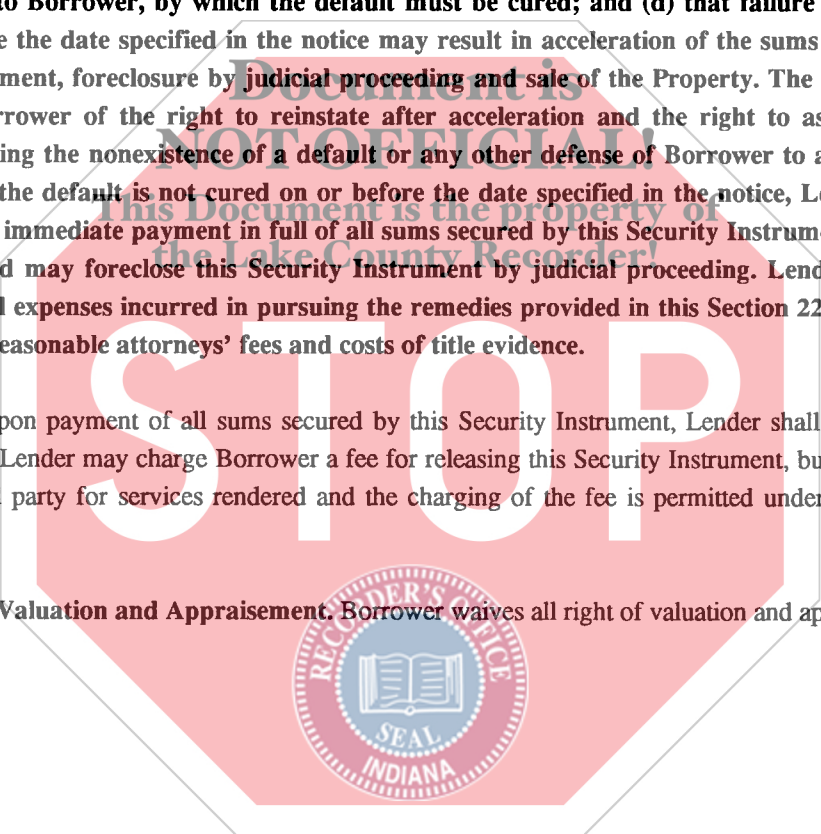 to Borrower, by which the default must be cured; and (d) that failure
e the date specified in the notice may result in acceleration of the sums
ment, foreclosure by judicial proceeding and sale of the Property. The
rrower of the right to reinstate after acceleration and the right to as
ing the nonexistence of a default or any other defense of Borrower to a
the default is not cured on or before the date specified in the notice, L
immediate payment in full of all sums secured by this Security Instrum
d may foreclose this Security Instrument by judicial proceeding. Lend
l expenses incurred in pursuing the remedies provided in this Section 22
easonable attorneys' fees and costs of title evidence.
pon payment of all sums secured by this Security Instrument, Lender shall
Lender may charge Borrower a fee for releasing this Security Instrument, bu
party for services rendered and the charging of the fee is permitted under
Valuation and Appraisement. Borrower waives all right of valuation and ap
Document is
NOT OFFICIAL!
This Document is the property of
the Lake County Recorder!
STOP
RECORDER'S OFFICE
SEAL
INDIANA